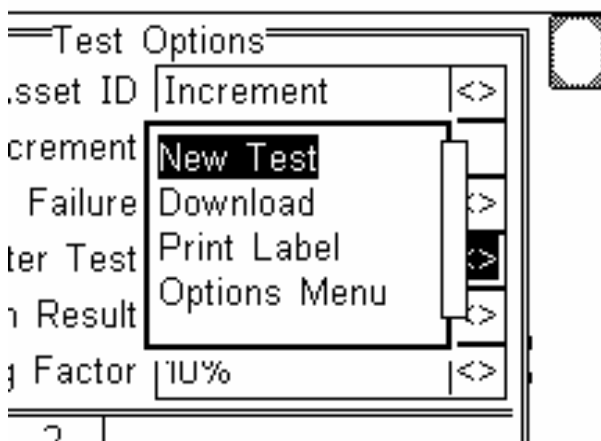 Test Options
sset ID Increment <>
crement
New Test
Failure Download <>
ter Test Print Label <>
Options Menu
Result <>
Factor 10% <>
2